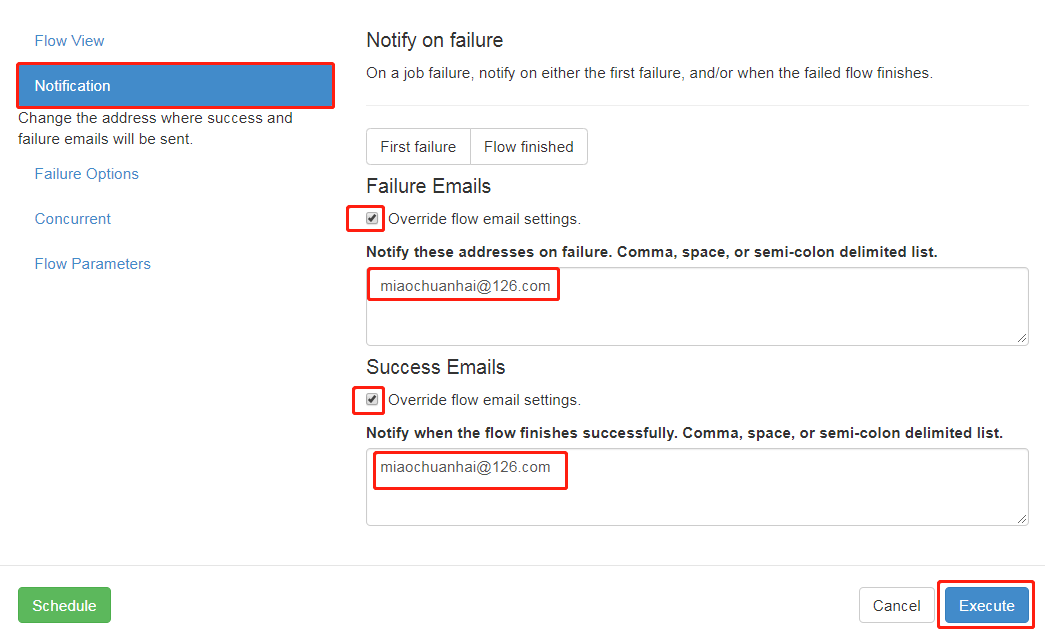 Flow View
Notification
Change the address where success and
failure emails will be sent.
Failure Options
Concurrent
Flow Parameters
Notify on failure
On a job failure, notify on either the first failure, and/or when the failed flow finishes.
First failure Flow finished
Failure Emails
Override flow email settings.
Notify these addresses on failure. Comma, space, or semi-colon delimited list.
miaochuanhai@126.com
Success Emails
Override flow email settings.
Notify when the flow finishes successfully. Comma, space, or semi-colon delimited list.
miaochuanhai@126.com
Schedule Cancel Execute